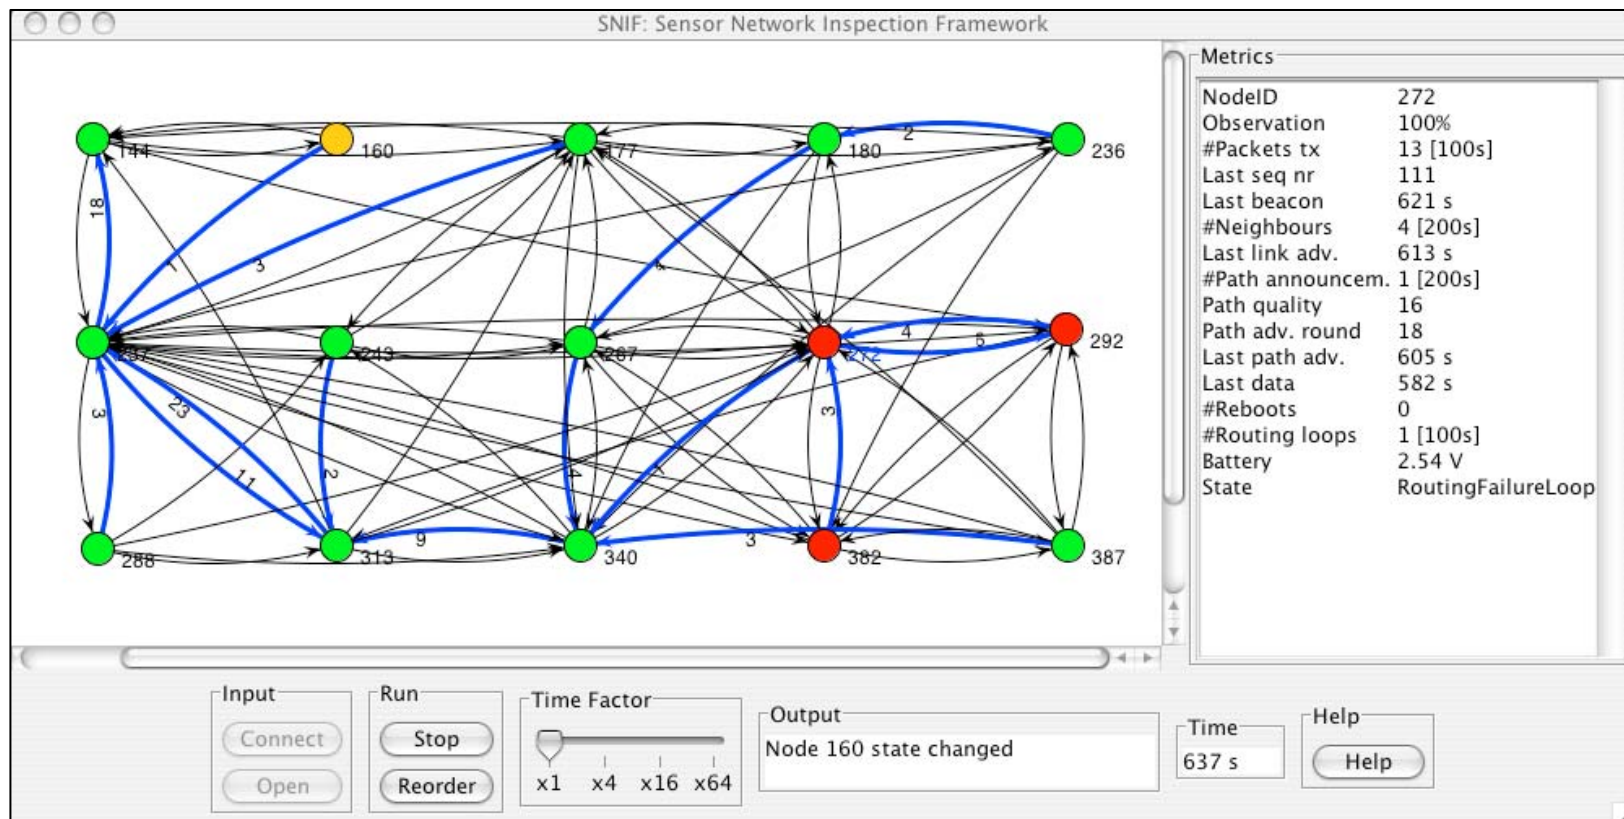 SNIF: Sensor Network Inspection Framework
Metrics
NodeID 272
Observation 100%
#Packets tx 13 [100s]
Last seq nr 111
Last beacon 621 s
#Neighbours 4 [200s]
Last link adv. 613 s
#Path announcem. 1 [200s]
Path quality 16
Path adv. round 18
Last path adv. 605 s
Last data 582 s
#Reboots 0
#Routing loops 1 [100s]
Battery 2.54 V
State RoutingFailureLoop
2
144
160
177
180
236
18
1
3
4
4
6
292
237
243
267
272
3
23
11
2
4
1
3
9
3
288
313
340
382
387
Input
Connect
Open
Run
Stop
Reorder
Time Factor
x1 x4 x16 x64
Output
Node 160 state changed
Time
637 s
Help
Help